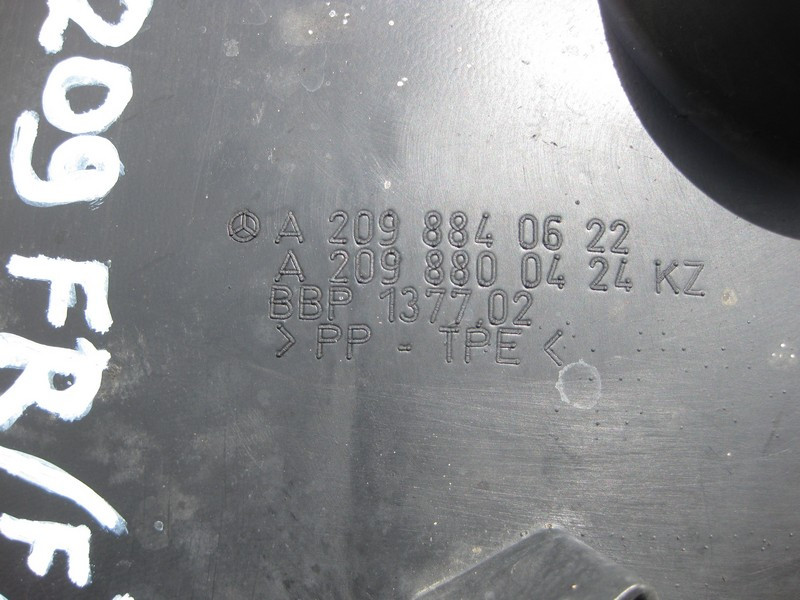 209 FR/F
A 209 884 06 22
A 209 880 04 24 KZ
BBP 1377.02
> PP - TPE <